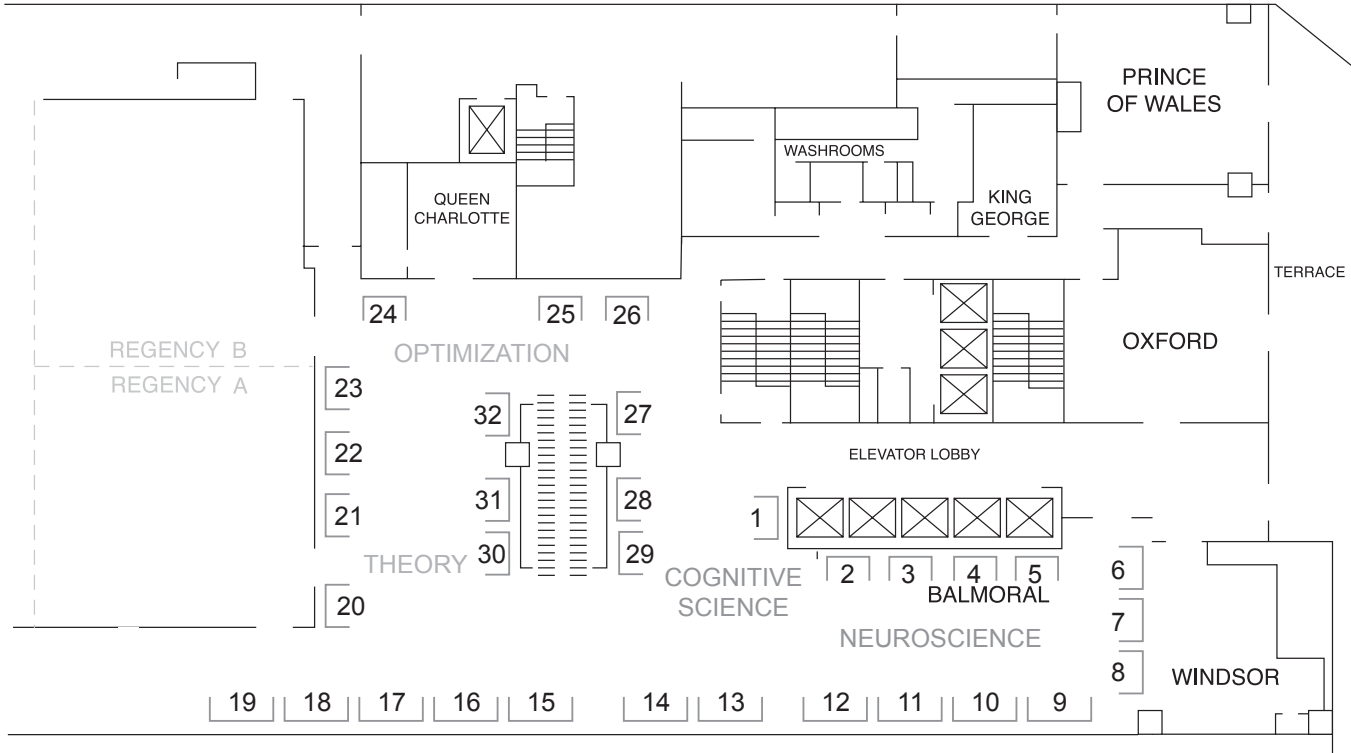 PRINCE
OF WALES
WASHROOMS
QUEEN
CHARLOTTE
KING
GEORGE
TERRACE
24
25
26
OXFORD
REGENCY B
OPTIMIZATION
REGENCY A
23
32
27
22
ELEVATOR LOBBY
31
28
21
1
THEORY
30
29
COGNITIVE
SCIENCE
2
3
4
5
6
BALMORAL
20
7
NEUROSCIENCE
8
WINDSOR
19
18
17
16
15
14
13
12
11
10
9